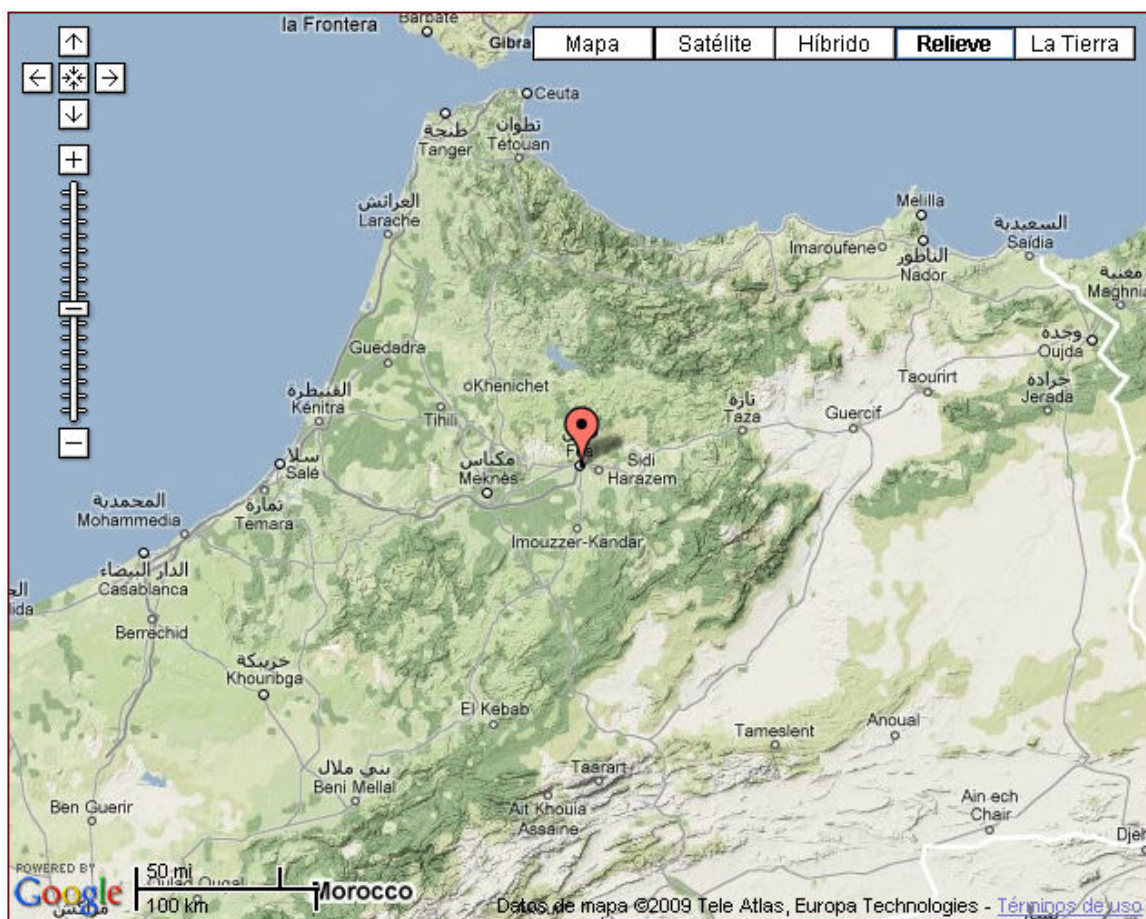 la Frontera
Barbate
Gibra
Mapa
Satélite
Híbrido
Relieve
La Tierra
Ceuta
طنجة
Tanger
تطوان
Tétouan
العرائش
Larache
Melilla
Imaroufene
الناظور
Nador
السعيدية
Saïdia
مغنية
Maghnia
وجدة
Oujda
Guedadra
Khenichet
القنيطرة
Kénitra
Tihili
تازة
Taza
Guercif
Taourirt
جرادة
Jerada
سلا
Salé
مكناس
Meknès
Fès
Sidi
Harazem
تمارة
Temara
المحمدية
Mohammedia
Imouzzer-Kandar
الدار البيضاء
Casablanca
lida
Berrechid
خريبكة
Khouribga
El Kebab
Anoual
Tameslent
بني ملال
Beni Mellal
Taarart
Ait Khouia
Assaine
Ben Guerir
Ain ech
Chair
Djen
POWERED BY
Google
50 mi
100 km
Morocco
Datos de mapa ©2009 Tele Atlas, Europa Technologies - Términos de uso